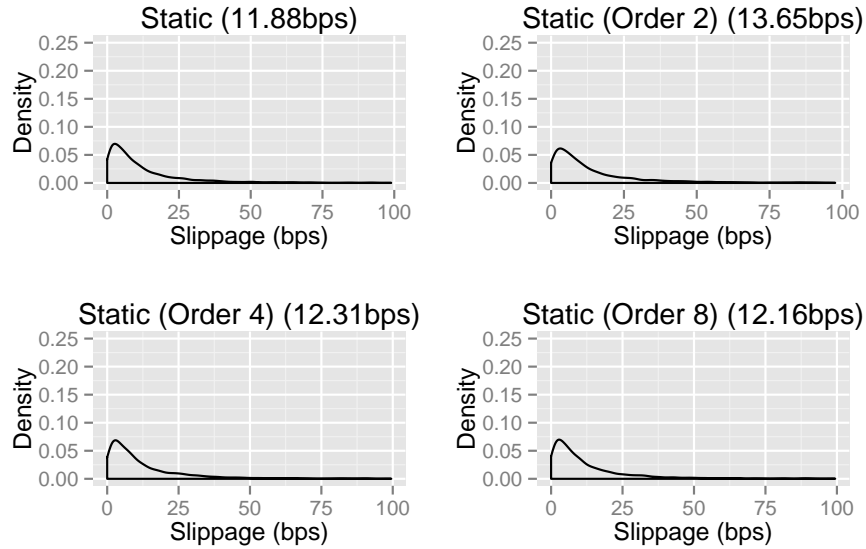 Static (11.88bps)
0.25
0.20
0.15
0.10
0.05
0.00
Density
0 25 50 75 100
Slippage (bps)
Static (Order 2) (13.65bps)
0.25
0.20
0.15
0.10
0.05
0.00
Density
0 25 50 75 100
Slippage (bps)
Static (Order 4) (12.31bps)
0.25
0.20
0.15
0.10
0.05
0.00
Density
0 25 50 75 100
Slippage (bps)
Static (Order 8) (12.16bps)
0.25
0.20
0.15
0.10
0.05
0.00
Density
0 25 50 75 100
Slippage (bps)